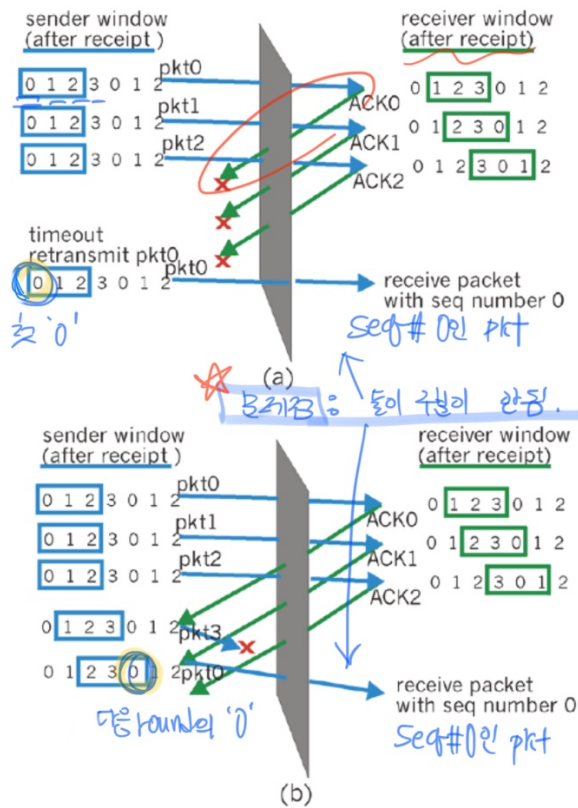 sender window
(after receipt)
receiver window
(after receipt)
0 1 2 3 0 1 2 pkt0
ACK0
0 1 2 3 0 1 2
0 1 2 3 0 1 2 pkt1
ACK1
0 1 2 3 0 1 2
0 1 2 3 0 1 2 pkt2
ACK2
0 1 2 3 0 1 2
timeout
retransmit pkt0
0 1 2 3 0 1 2 pkt0
receive packet
with seq number 0
첫 '0'
seq# 0인 pkt
(a)
문제점 : 둘이 구별이 안됨.
sender window
(after receipt)
receiver window
(after receipt)
0 1 2 3 0 1 2 pkt0
ACK0
0 1 2 3 0 1 2
0 1 2 3 0 1 2 pkt1
ACK1
0 1 2 3 0 1 2
0 1 2 3 0 1 2 pkt2
ACK2
0 1 2 3 0 1 2
0 1 2 3 0 1 2 pkt3
0 1 2 3 0 1 2 pkt0
receive packet
with seq number 0
다음 round의 '0'
seq#0인 pkt
(b)